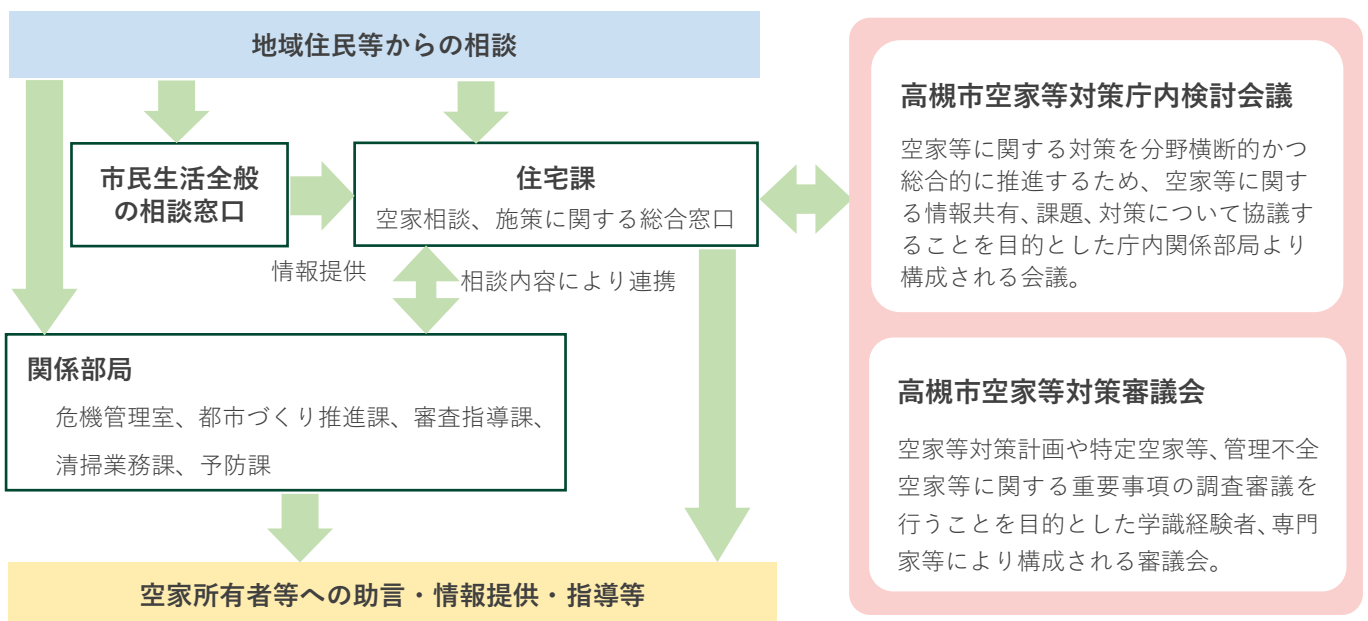 地域住民等からの相談
市民生活全般
の相談窓口
住宅課
空家相談、施策に関する総合窓口
情報提供
相談内容により連携
関係部局
危機管理室、都市づくり推進課、審査指導課、
清掃業務課、予防課
空家所有者等への助言・情報提供・指導等
高槻市空家等対策庁内検討会議
空家等に関する対策を分野横断的かつ
総合的に推進するため、空家等に関す
る情報共有、課題、対策について協議す
ることを目的とした庁内関係部局より
構成される会議。
高槻市空家等対策審議会
空家等対策計画や特定空家等、管理不全
空家等に関する重要事項の調査審議を
行うことを目的とした学識経験者、専門
家等により構成される審議会。